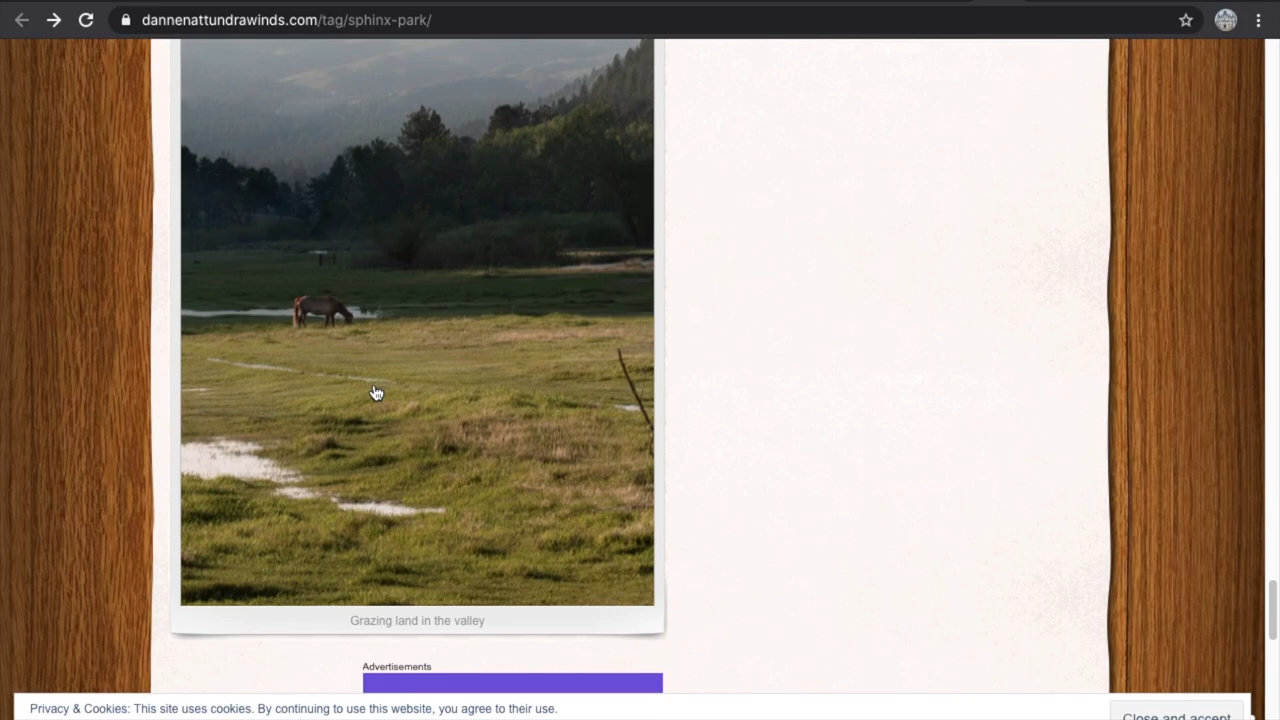 dannenattundrawinds.com/tag/sphinx-park/
Grazing land in the valley
Advertisements
Privacy & Cookies: This site uses cookies. By continuing to use this website, you agree to their use.
Close and accept